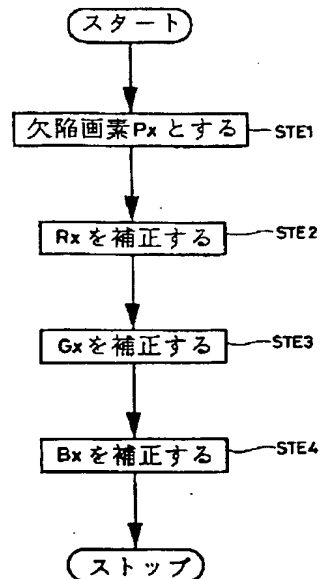 スタート
欠陥画素Pxとする STE1
Rxを補正する STE2
Gxを補正する STE3
Bxを補正する STE4
ストップ